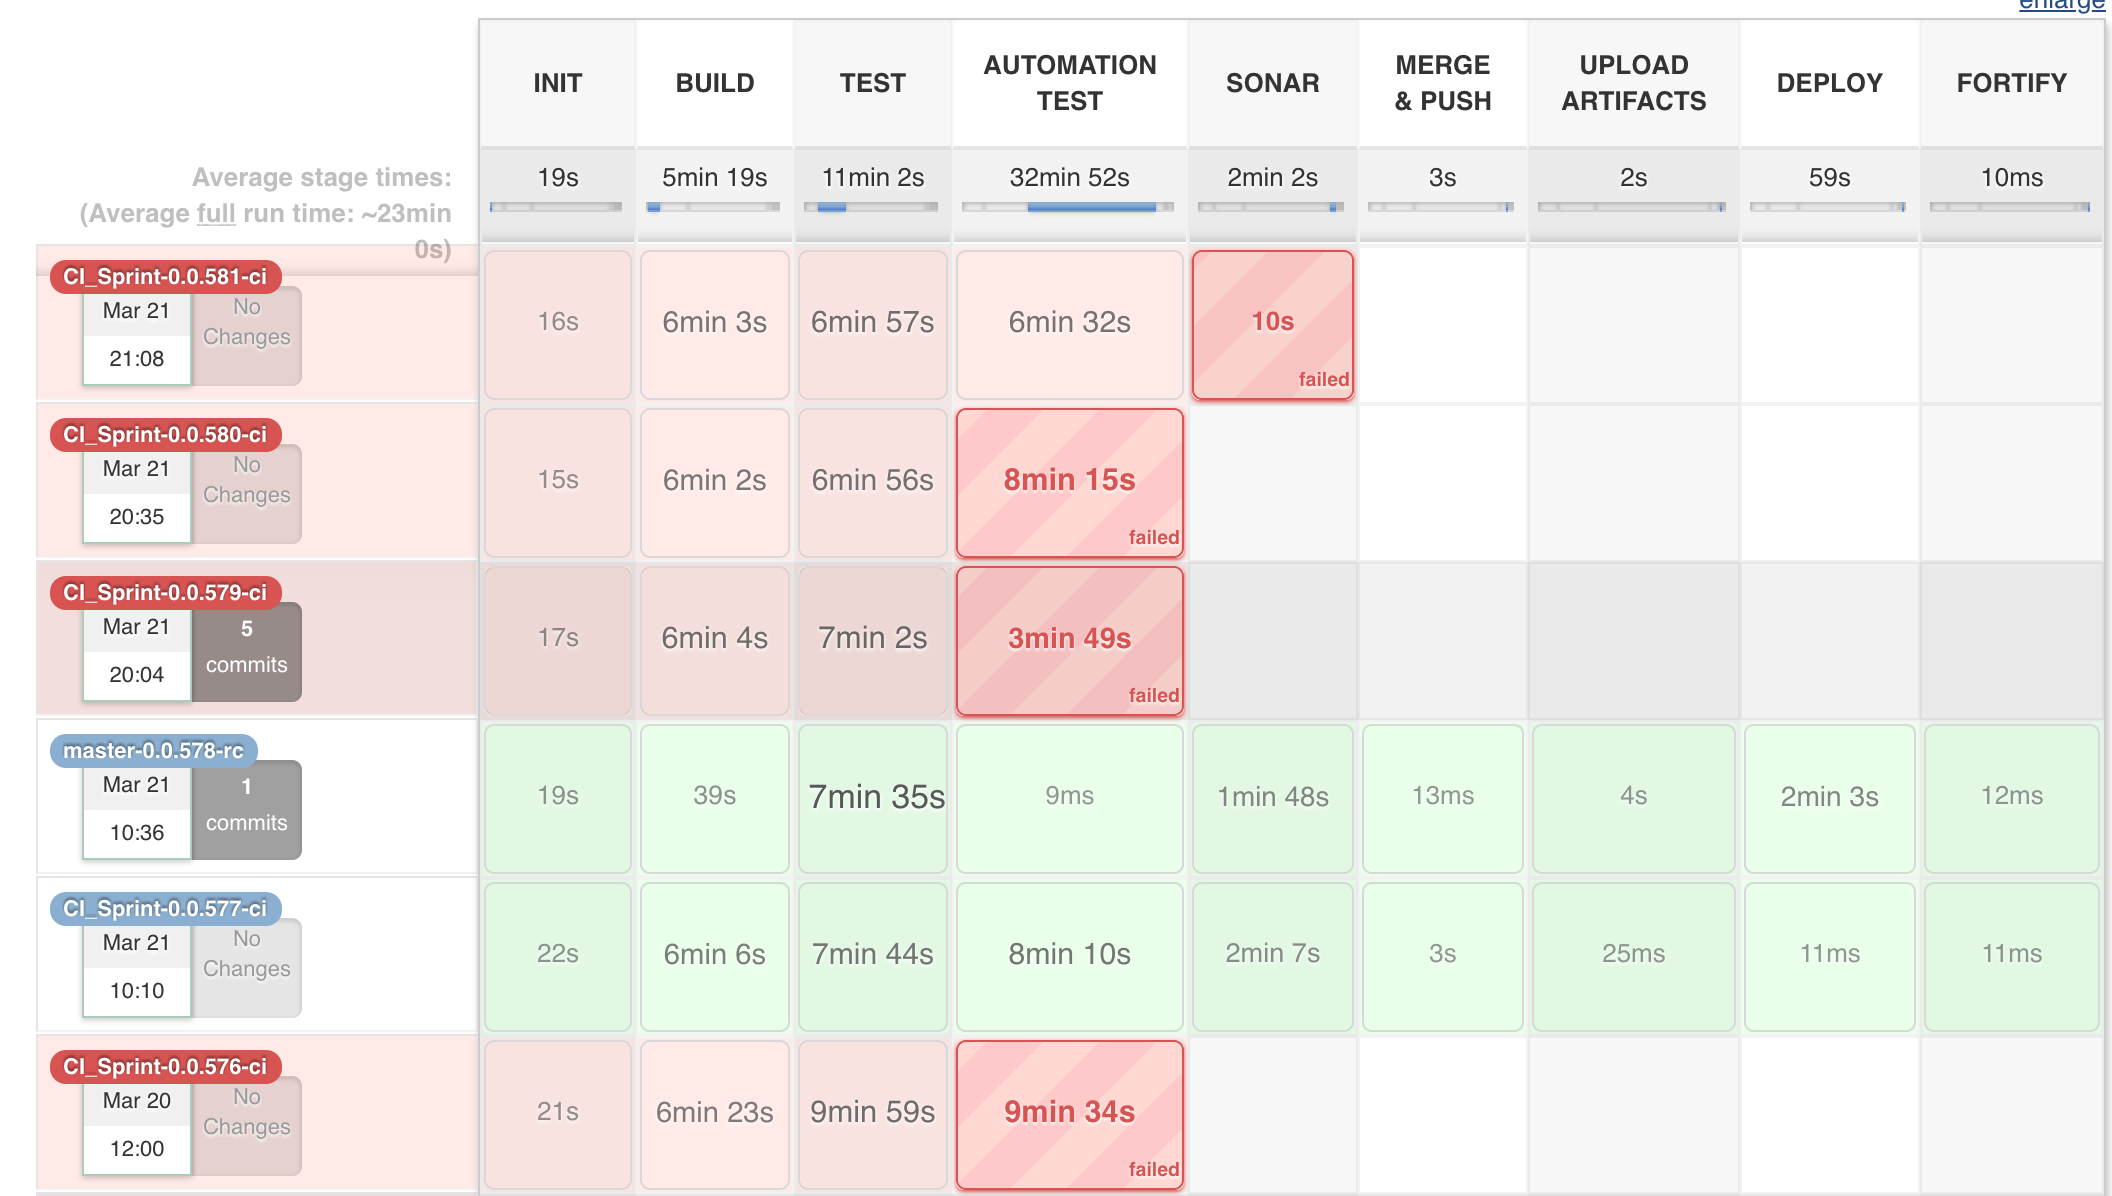 enlarge
INIT
BUILD
TEST
AUTOMATION
TEST
SONAR
MERGE
& PUSH
UPLOAD
ARTIFACTS
DEPLOY
FORTIFY
Average stage times:
(Average full run time: ~23min
0s)
19s
5min 19s
11min 2s
32min 52s
2min 2s
3s
2s
59s
10ms
CI_Sprint-0.0.581-ci
Mar 21
21:08
No
Changes
16s
6min 3s
6min 57s
6min 32s
10s
failed
CI_Sprint-0.0.580-ci
Mar 21
20:35
No
Changes
15s
6min 2s
6min 56s
8min 15s
failed
CI_Sprint-0.0.579-ci
Mar 21
20:04
5
commits
17s
6min 4s
7min 2s
3min 49s
failed
master-0.0.578-rc
Mar 21
10:36
1
commits
19s
39s
7min 35s
9ms
1min 48s
13ms
4s
2min 3s
12ms
CI_Sprint-0.0.577-ci
Mar 21
10:10
No
Changes
22s
6min 6s
7min 44s
8min 10s
2min 7s
3s
25ms
11ms
11ms
CI_Sprint-0.0.576-ci
Mar 20
12:00
No
Changes
21s
6min 23s
9min 59s
9min 34s
failed